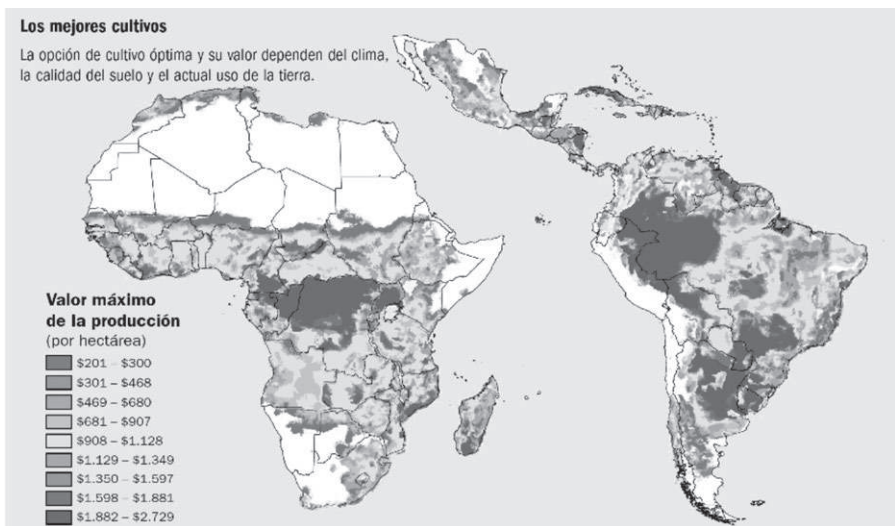 Los mejores cultivos
La opción de cultivo óptima y su valor dependen del clima,
la calidad del suelo y el actual uso de la tierra.
Valor máximo
de la producción
(por hectárea)
$201 – $300
$301 – $468
$469 – $680
$681 – $907
$908 – $1.128
$1.129 – $1.349
$1.350 – $1.597
$1.598 – $1.881
$1.882 – $2.729